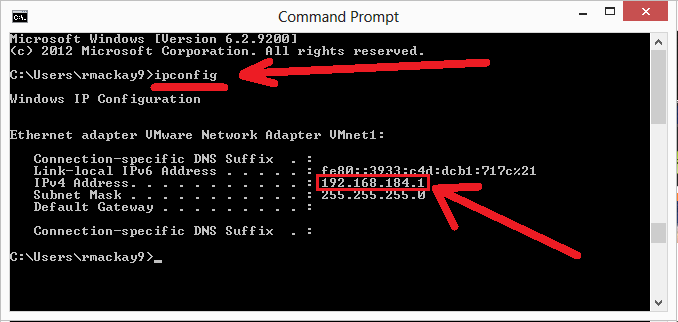 Command Prompt
Microsoft Windows [Version 6.2.9200]
(c) 2012 Microsoft Corporation. All rights reserved.
C:\Users\rmackay9>ipconfig
Windows IP Configuration
Ethernet adapter VMware Network Adapter VMnet1:
Connection-specific DNS Suffix  . :
Link-local IPv6 Address . . . . . : fe80::3933:c4d:dcb1:717c%21
IPv4 Address. . . . . . . . . . . : 192.168.184.1
Subnet Mask . . . . . . . . . . . : 255.255.255.0
Default Gateway . . . . . . . . . :
Connection-specific DNS Suffix  . :
C:\Users\rmackay9>_